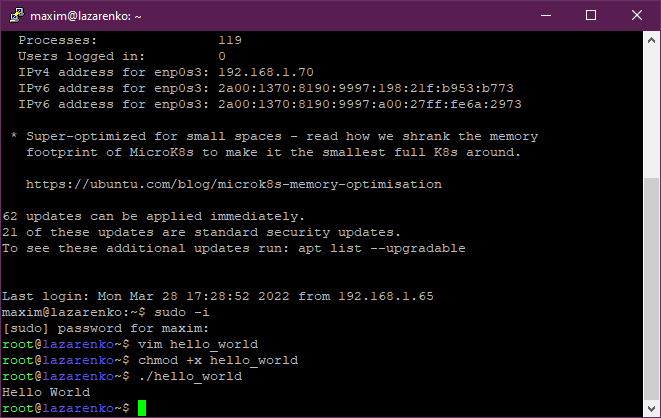 maxim@lazarenko: ~
Processes: 119
Users logged in: 0
IPv4 address for enp0s3: 192.168.1.70
IPv6 address for enp0s3: 2a00:1370:8190:9997:198:21f:b953:b773
IPv6 address for enp0s3: 2a00:1370:8190:9997:a00:27ff:fe6a:2973
* Super-optimized for small spaces - read how we shrank the memory
footprint of MicroK8s to make it the smallest full K8s around.
https://ubuntu.com/blog/microk8s-memory-optimisation
62 updates can be applied immediately.
21 of these updates are standard security updates.
To see these additional updates run: apt list --upgradable
Last login: Mon Mar 28 17:28:52 2022 from 192.168.1.65
maxim@lazarenko:~$ sudo -i
[sudo] password for maxim:
root@lazarenko~$ vim hello_world
root@lazarenko~$ chmod +x hello_world
root@lazarenko~$ ./hello_world
Hello World
root@lazarenko~$